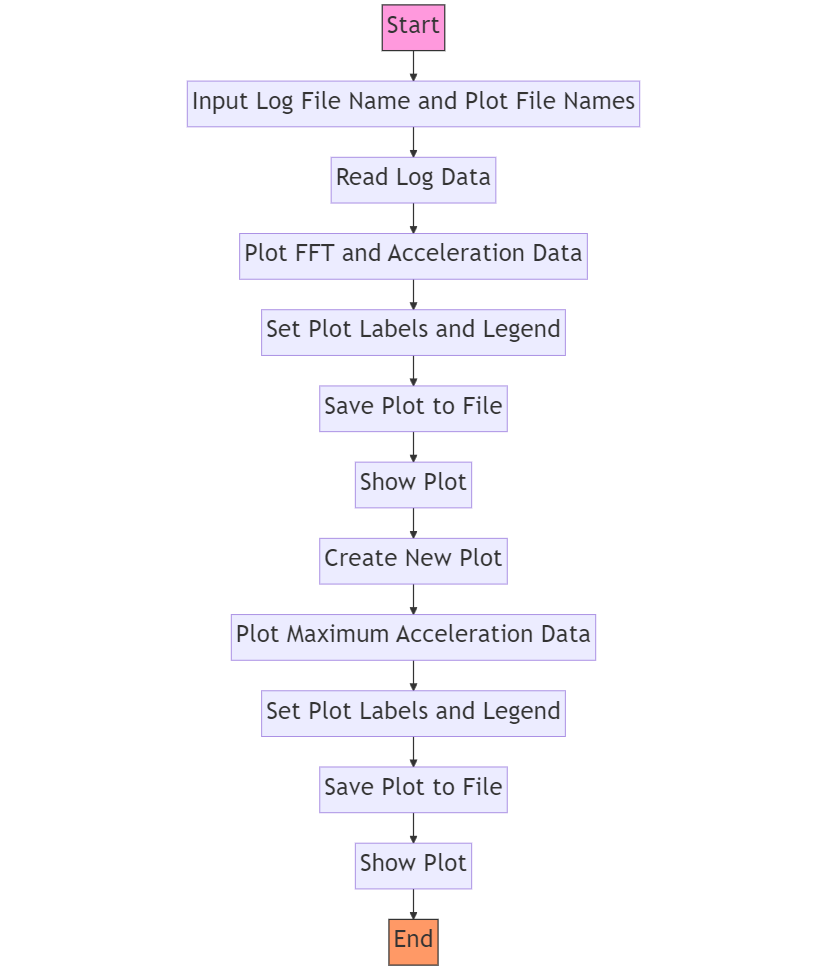 Start
Input Log File Name and Plot File Names
Read Log Data
Plot FFT and Acceleration Data
Set Plot Labels and Legend
Save Plot to File
Show Plot
Create New Plot
Plot Maximum Acceleration Data
Set Plot Labels and Legend
Save Plot to File
Show Plot
End